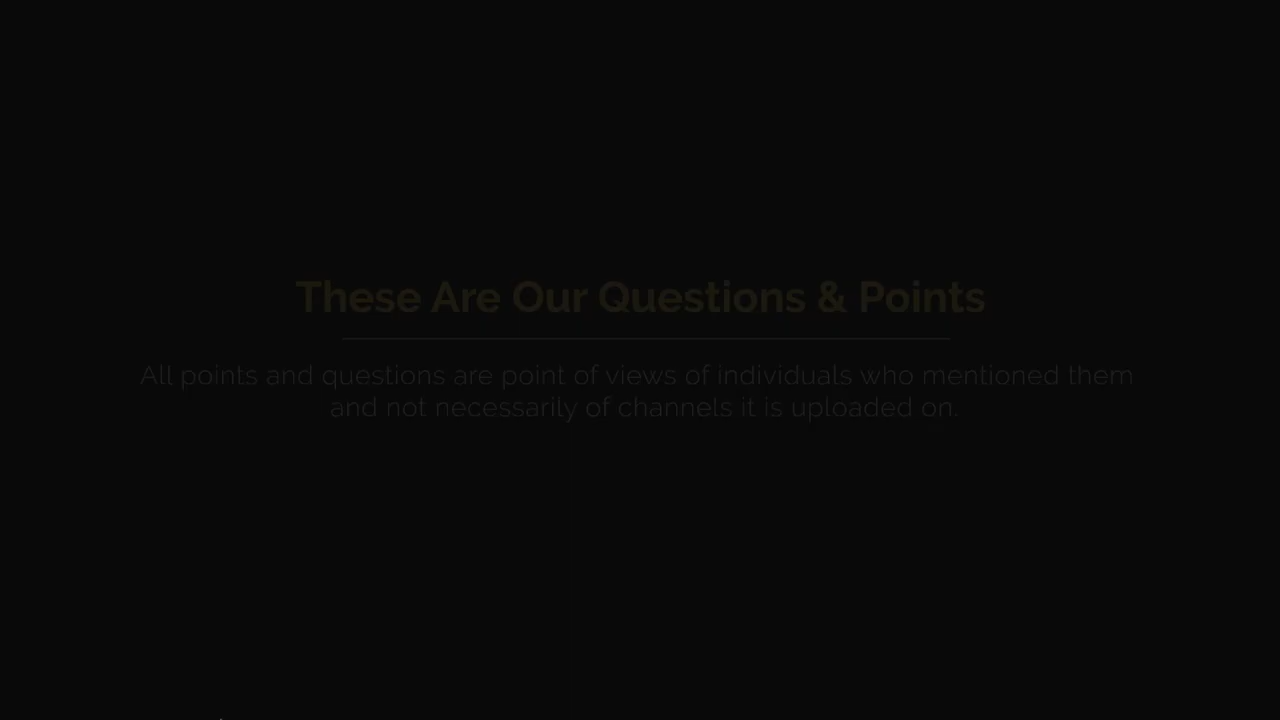 These Are Our Questions & Points
All points and questions are point of views of individuals who mentioned them
and not necessarily of channels it is uploaded on.